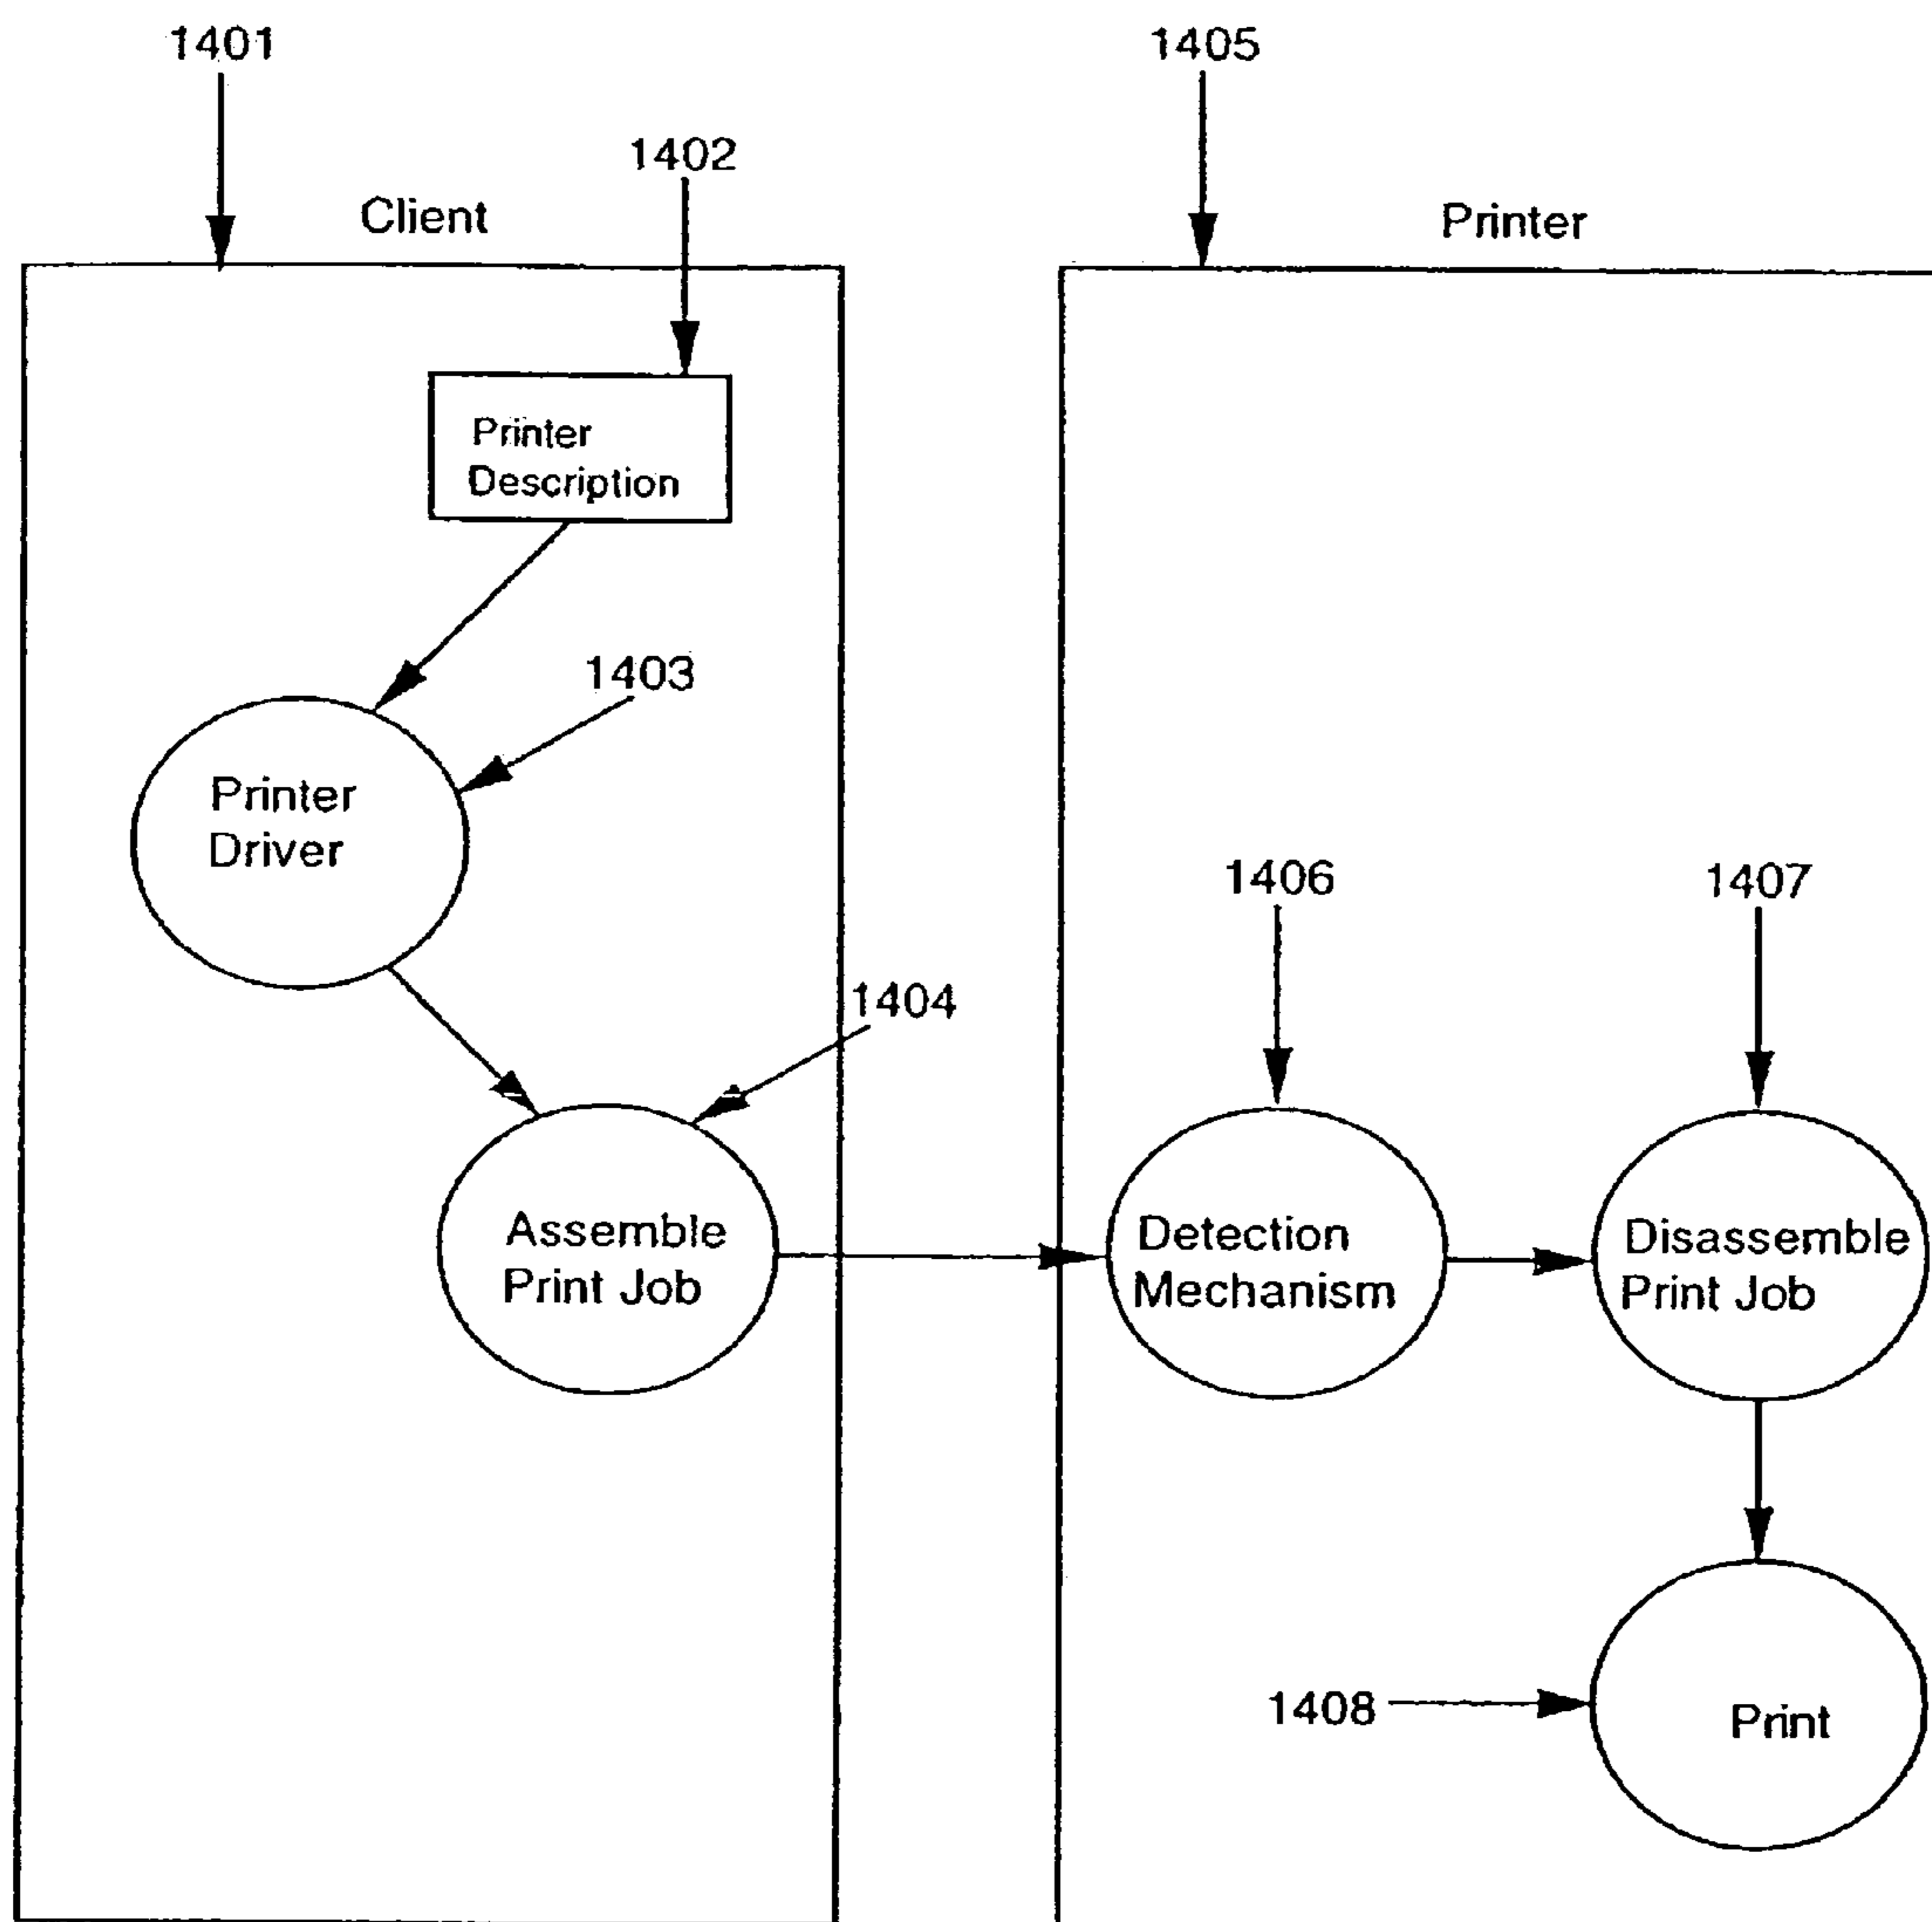 1401
1405
1402
Client
Printer
Printer
Description
1403
Printer
Driver
1406
1407
1404
Assemble
Print Job
Detection
Mechanism
Disassemble
Print Job
1408
Print